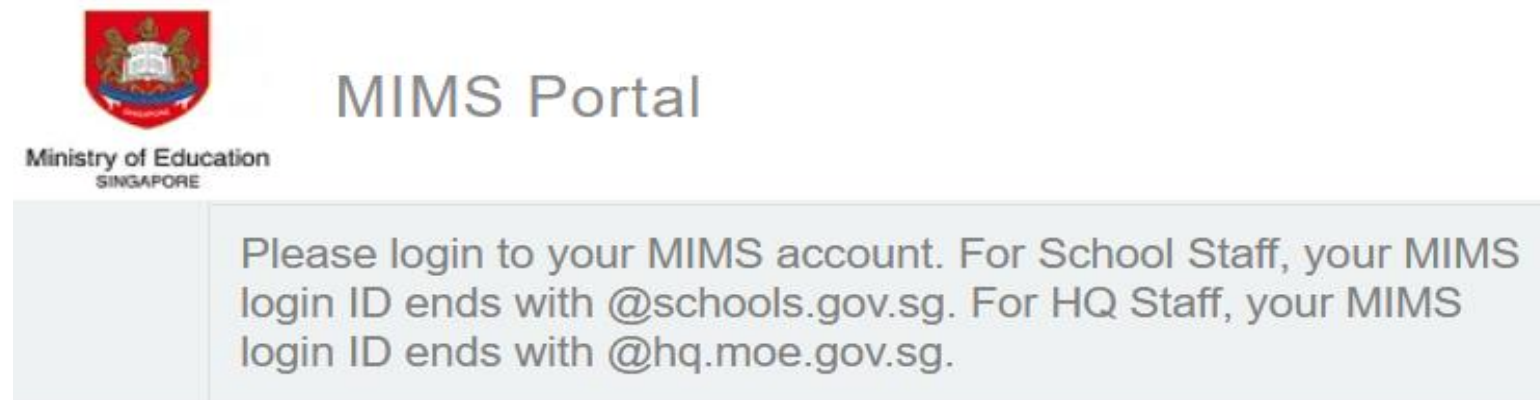 MIMS Portal
Ministry of Education
SINGAPORE
Please login to your MIMS account. For School Staff, your MIMS
login ID ends with @schools.gov.sg. For HQ Staff, your MIMS
login ID ends with @hq.moe.gov.sg.